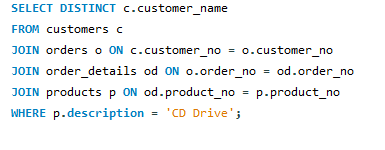 SELECT DISTINCT c.customer_name
FROM customers c
JOIN orders o ON c.customer_no = o.customer_no
JOIN order_details od ON o.order_no = od.order_no
JOIN products p ON od.product_no = p.product_no
WHERE p.description = 'CD Drive';